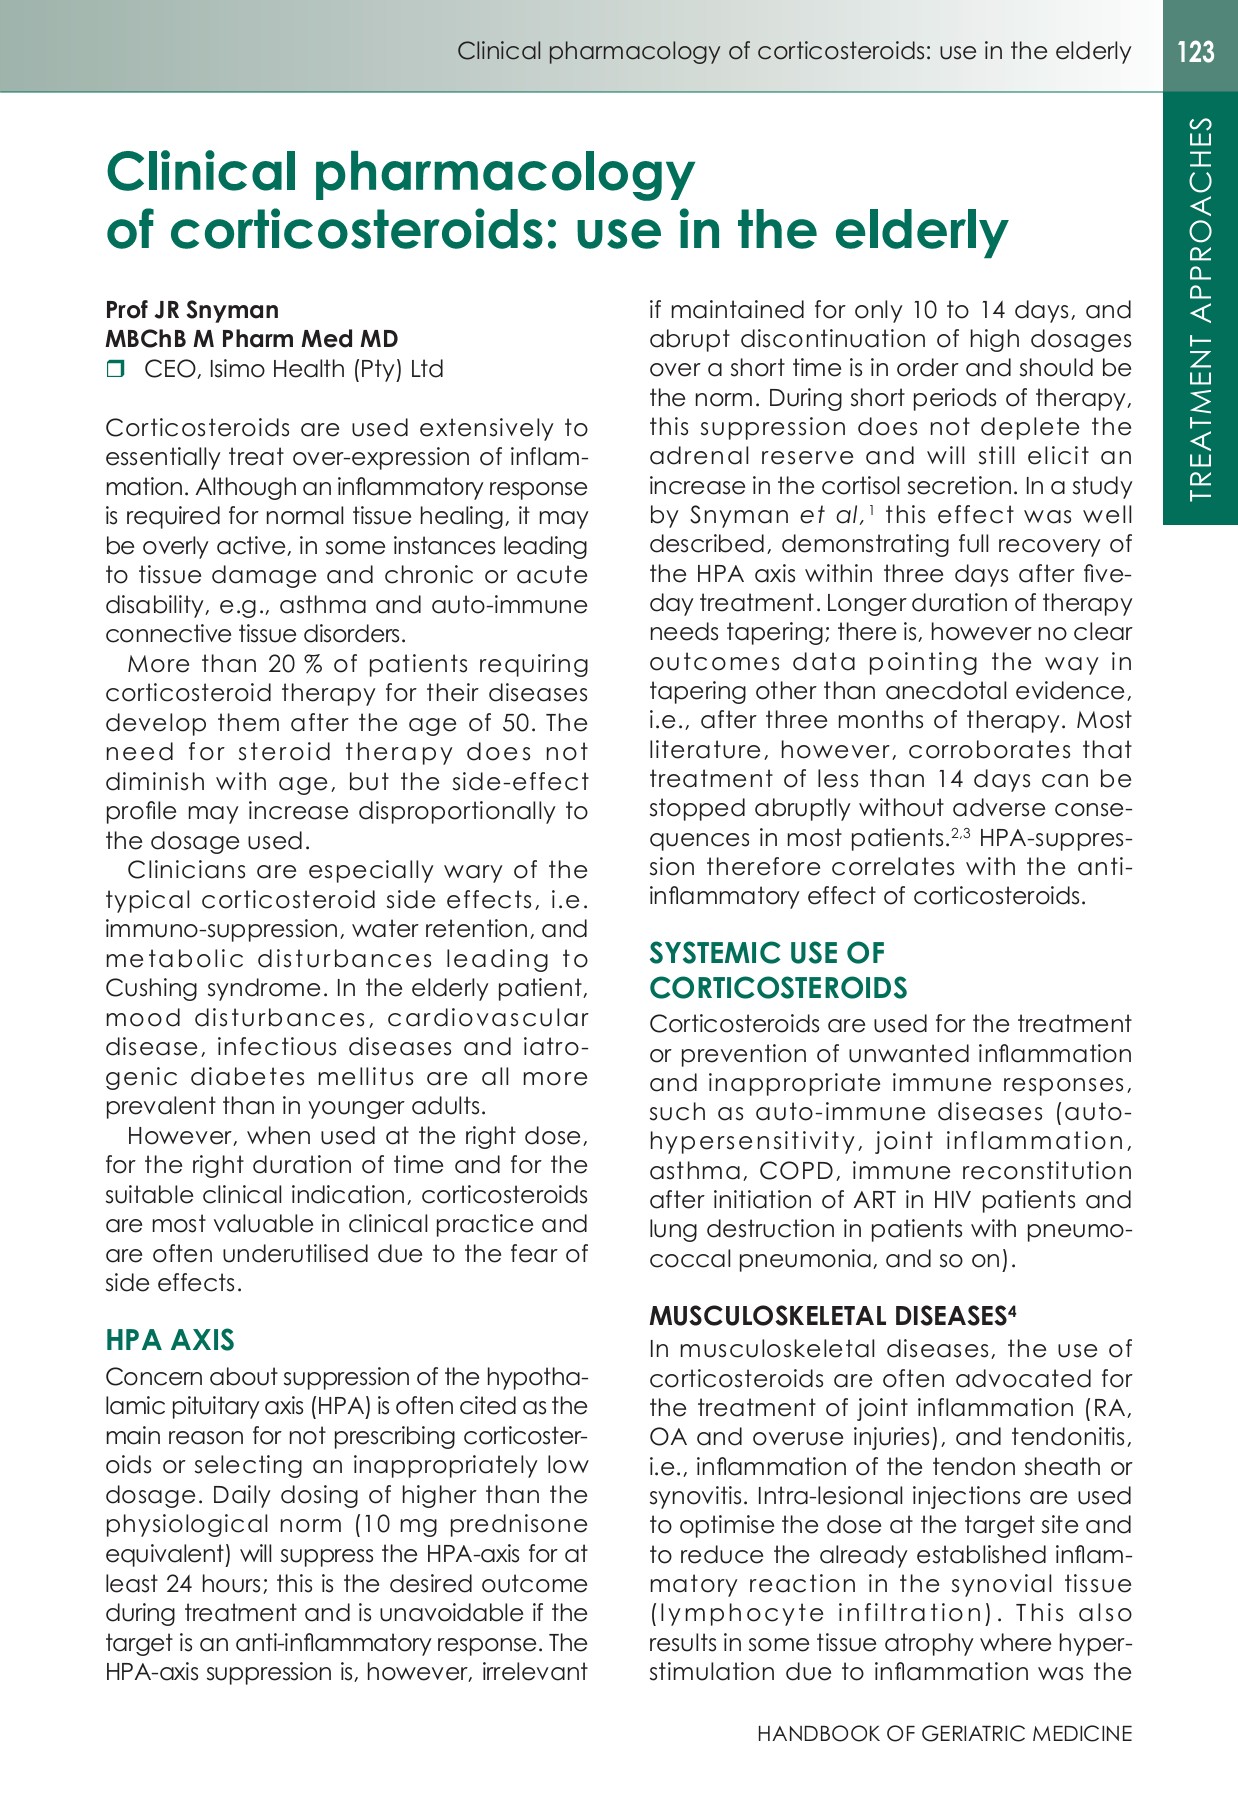 Clinical pharmacology of corticosteroids: use in the elderly
123
TREATMENT APPROACHES
Clinical pharmacology
of corticosteroids: use in the elderly
Prof JR Snyman
MBChB M Pharm Med MD
❒ CEO, Isimo Health (Pty) Ltd
Corticosteroids are used extensively to
essentially treat over-expression of inflam-
mation. Although an inflammatory response
is required for normal tissue healing, it may
be overly active, in some instances leading
to tissue damage and chronic or acute
disability, e.g., asthma and auto-immune
connective tissue disorders.
More than 20 % of patients requiring
corticosteroid therapy for their diseases
develop them after the age of 50. The
need for steroid therapy does not
diminish with age, but the side-effect
profile may increase disproportionally to
the dosage used.
Clinicians are especially wary of the
typical corticosteroid side effects, i.e.
immuno-suppression, water retention, and
metabolic disturbances leading to
Cushing syndrome. In the elderly patient,
mood disturbances, cardiovascular
disease, infectious diseases and iatro-
genic diabetes mellitus are all more
prevalent than in younger adults.
However, when used at the right dose,
for the right duration of time and for the
suitable clinical indication, corticosteroids
are most valuable in clinical practice and
are often underutilised due to the fear of
side effects.
HPA AXIS
Concern about suppression of the hypotha-
lamic pituitary axis (HPA) is often cited as the
main reason for not prescribing corticoster-
oids or selecting an inappropriately low
dosage. Daily dosing of higher than the
physiological norm (10 mg prednisone
equivalent) will suppress the HPA-axis for at
least 24 hours; this is the desired outcome
during treatment and is unavoidable if the
target is an anti-inflammatory response. The
HPA-axis suppression is, however, irrelevant
if maintained for only 10 to 14 days, and
abrupt discontinuation of high dosages
over a short time is in order and should be
the norm. During short periods of therapy,
this suppression does not deplete the
adrenal reserve and will still elicit an
increase in the cortisol secretion. In a study
by Snyman et al,1 this effect was well
described, demonstrating full recovery of
the HPA axis within three days after five-
day treatment. Longer duration of therapy
needs tapering; there is, however no clear
outcomes data pointing the way in
tapering other than anecdotal evidence,
i.e., after three months of therapy. Most
literature, however, corroborates that
treatment of less than 14 days can be
stopped abruptly without adverse conse-
quences in most patients.2,3 HPA-suppres-
sion therefore correlates with the anti-
inflammatory effect of corticosteroids.
SYSTEMIC USE OF
CORTICOSTEROIDS
Corticosteroids are used for the treatment
or prevention of unwanted inflammation
and inappropriate immune responses,
such as auto-immune diseases (auto-
hypersensitivity, joint inflammation,
asthma, COPD, immune reconstitution
after initiation of ART in HIV patients and
lung destruction in patients with pneumo-
coccal pneumonia, and so on).
MUSCULOSKELETAL DISEASES4
In musculoskeletal diseases, the use of
corticosteroids are often advocated for
the treatment of joint inflammation (RA,
OA and overuse injuries), and tendonitis,
i.e., inflammation of the tendon sheath or
synovitis. Intra-lesional injections are used
to optimise the dose at the target site and
to reduce the already established inflam-
matory reaction in the synovial tissue
(lymphocyte infiltration). This also
results in some tissue atrophy where hyper-
stimulation due to inflammation was the
HANDBOOK OF GERIATRIC MEDICINE